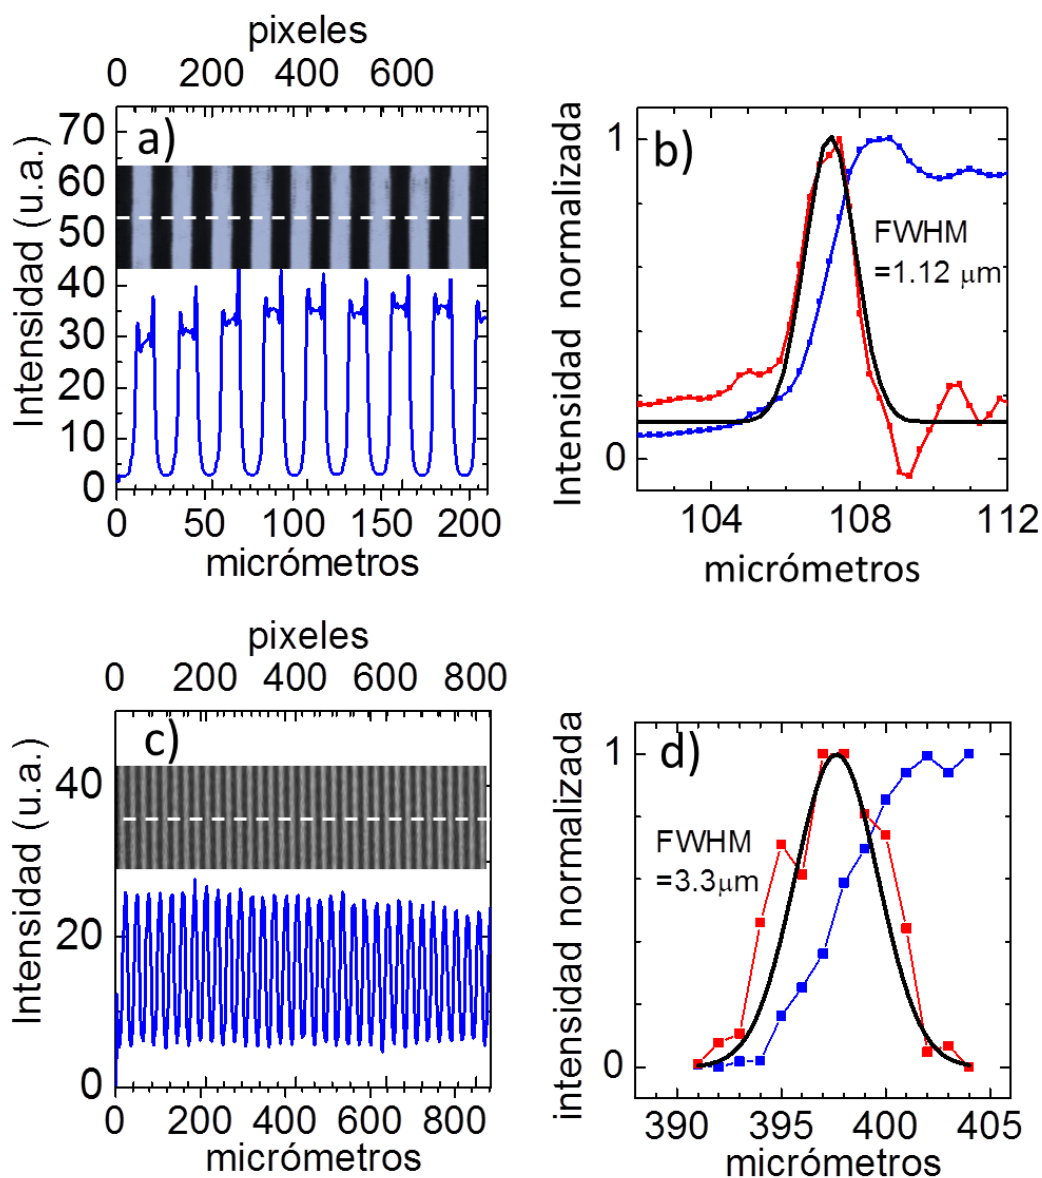 pixeles
0 200 400 600
a)
Intensidad (u.a.)
70
60
50
40
30
20
10
0
0 50 100 150 200
micrómetros
b)
Intensidad normalizada
1
0
FWHM
=1.12 μm
104 108 112
micrómetros
pixeles
0 200 400 600 800
c)
Intensidad (u.a.)
40
20
0
0 200 400 600 800
micrómetros
d)
intensidad normalizada
1
0
FWHM
=3.3μm
390 395 400 405
micrómetros